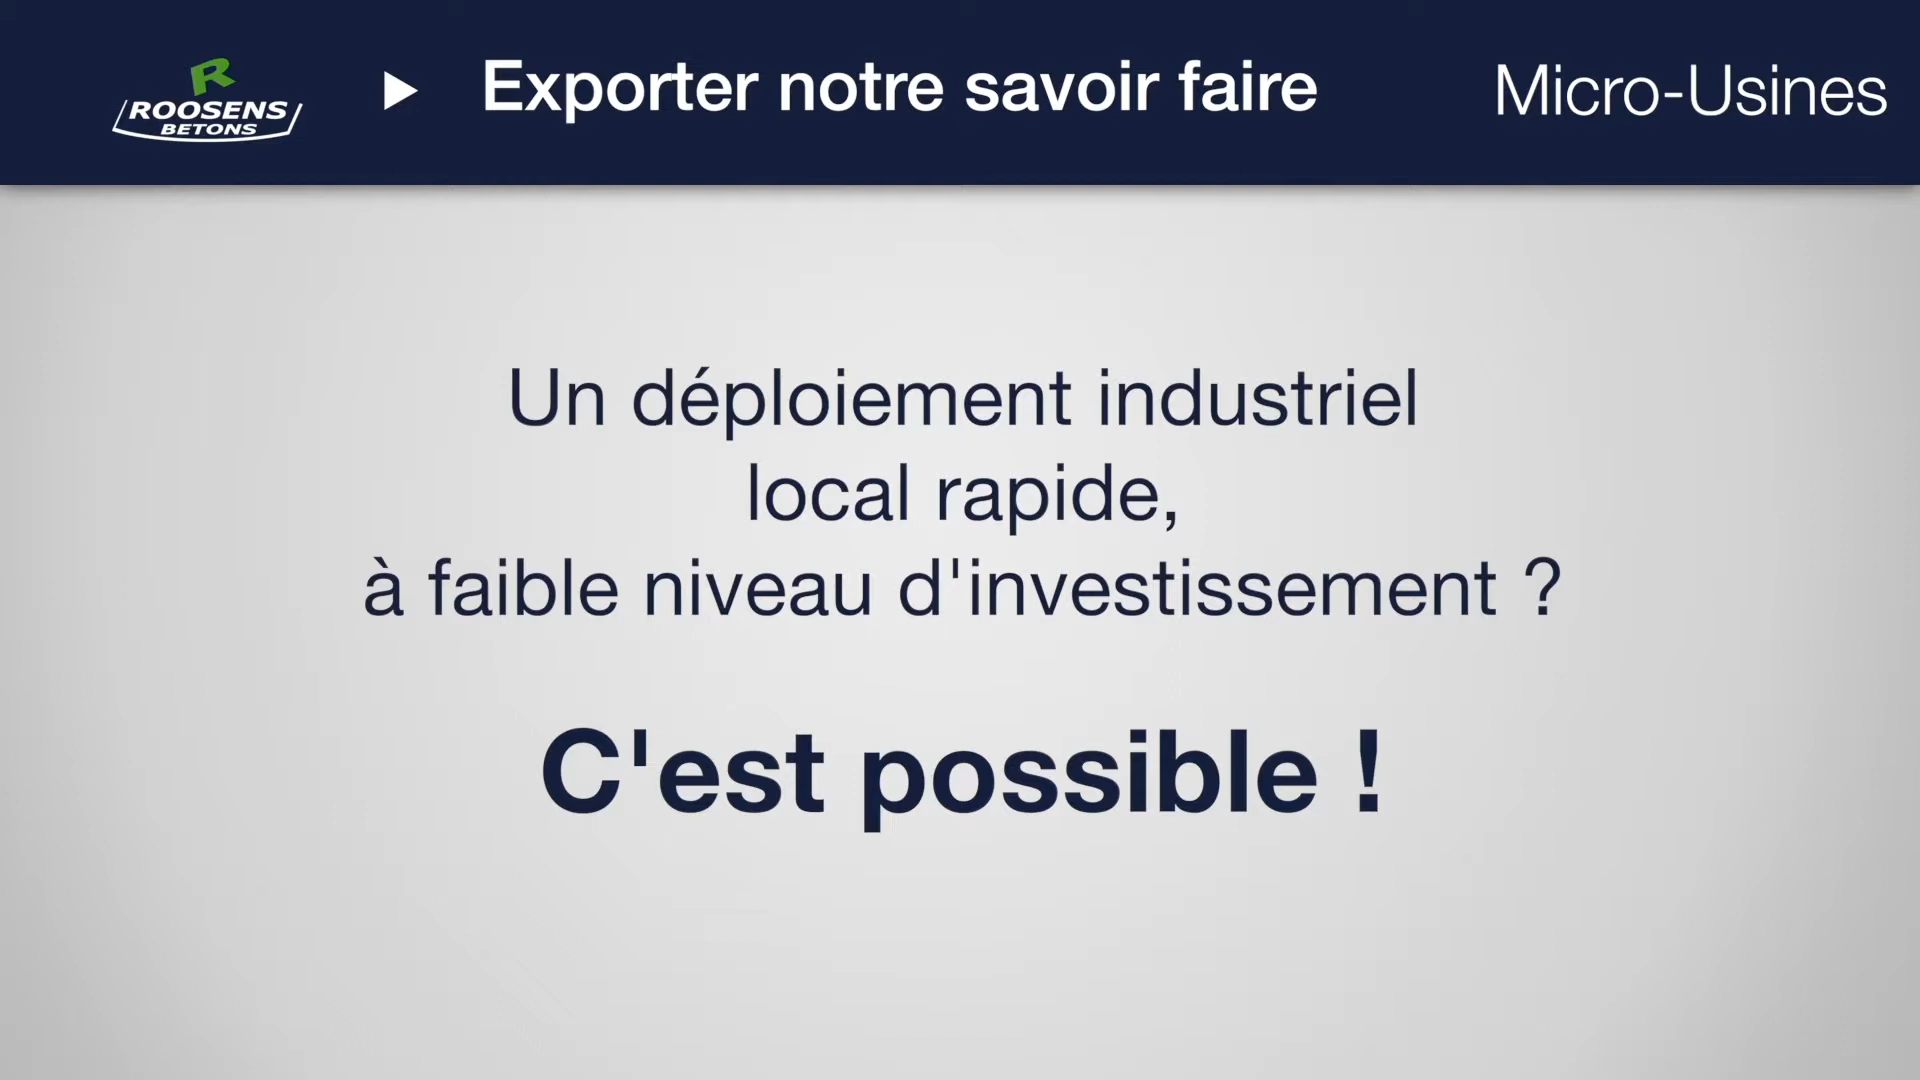 R
ROOSENS
BETONS
Exporter notre savoir faire
Micro-Usines
Un déploiement industriel
local rapide,
à faible niveau d'investissement ?
C'est possible !